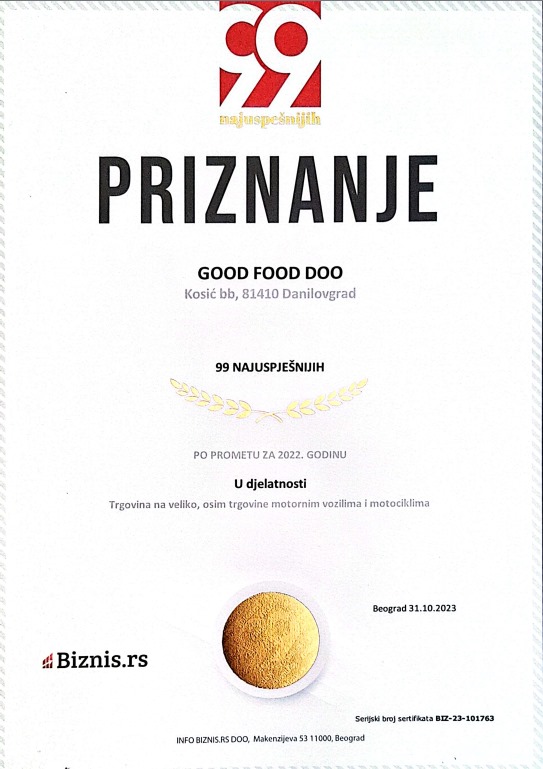 99
najuspešnijih
PRIZNANJE
GOOD FOOD DOO
Kosić bb, 81410 Danilovgrad
99 NAJUSPJEŠNIJIH
PO PROMETU ZA 2022. GODINU
U djelatnosti
Trgovina na veliko, osim trgovine motornim vozilima i motociklima
Beograd 31.10.2023
Biznis.rs
Serijski broj sertifikata BIZ-23-101763
INFO BIZNIS.RS DOO, Makenzijeva 53 11000, Beograd